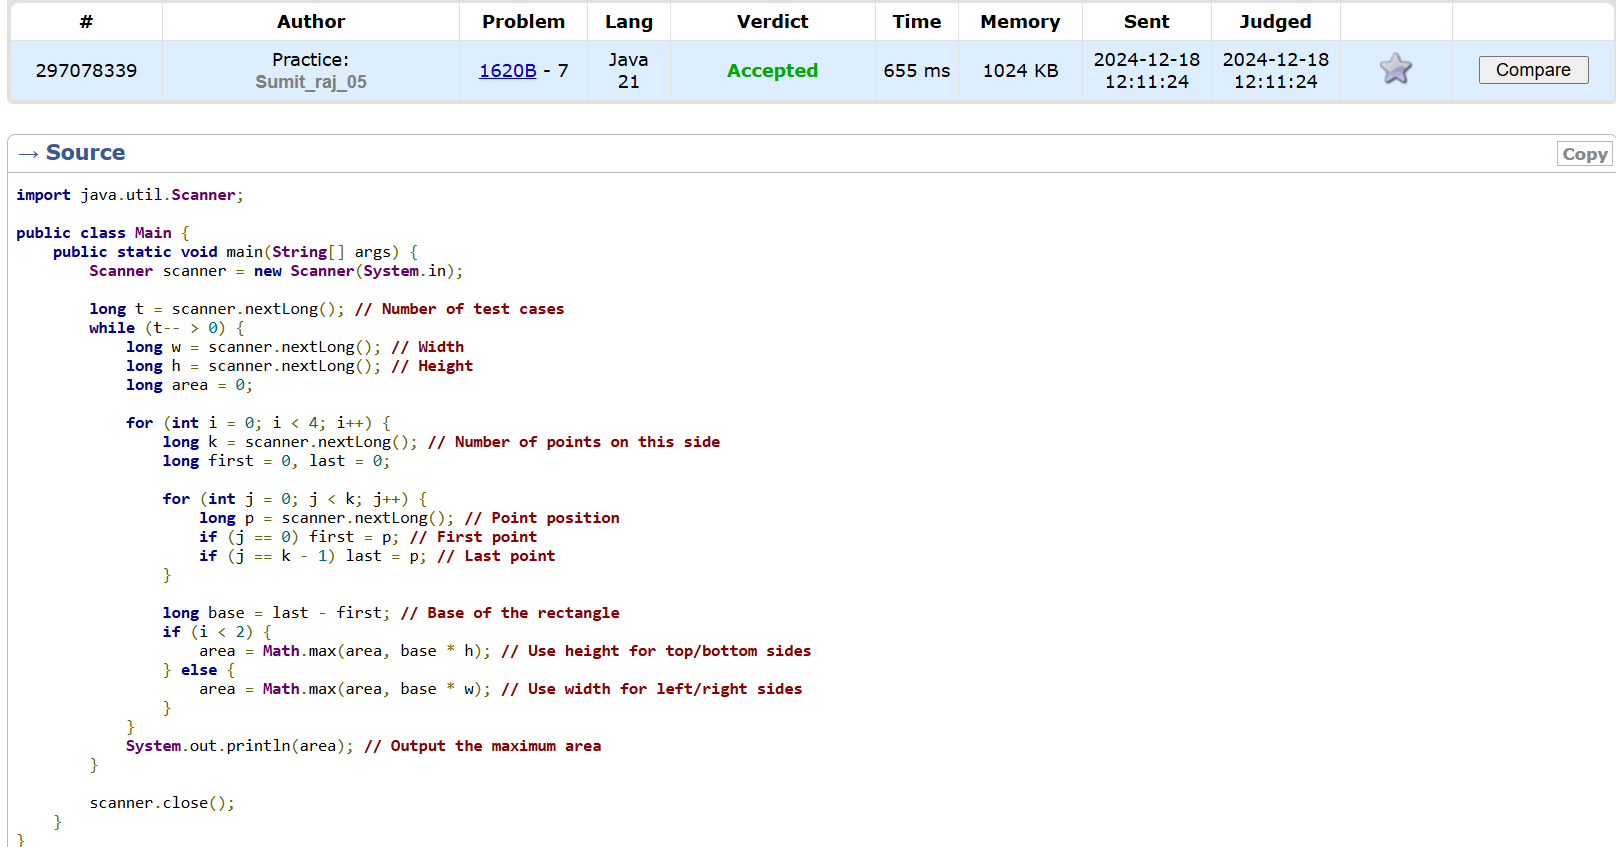 # Author Problem Lang Verdict Time Memory Sent Judged
297078339 Practice: Sumit_raj_05 1620B - 7 Java 21 Accepted 655 ms 1024 KB 2024-12-18 12:11:24 2024-12-18 12:11:24 Compare
→ Source Copy
import java.util.Scanner;
public class Main {
    public static void main(String[] args) {
        Scanner scanner = new Scanner(System.in);
        long t = scanner.nextLong(); // Number of test cases
        while (t-- > 0) {
            long w = scanner.nextLong(); // Width
            long h = scanner.nextLong(); // Height
            long area = 0;
            for (int i = 0; i < 4; i++) {
                long k = scanner.nextLong(); // Number of points on this side
                long first = 0, last = 0;
                for (int j = 0; j < k; j++) {
                    long p = scanner.nextLong(); // Point position
                    if (j == 0) first = p; // First point
                    if (j == k - 1) last = p; // Last point
                }
                long base = last - first; // Base of the rectangle
                if (i < 2) {
                    area = Math.max(area, base * h); // Use height for top/bottom sides
                } else {
                    area = Math.max(area, base * w); // Use width for left/right sides
                }
            }
            System.out.println(area); // Output the maximum area
        }
        scanner.close();
    }
}